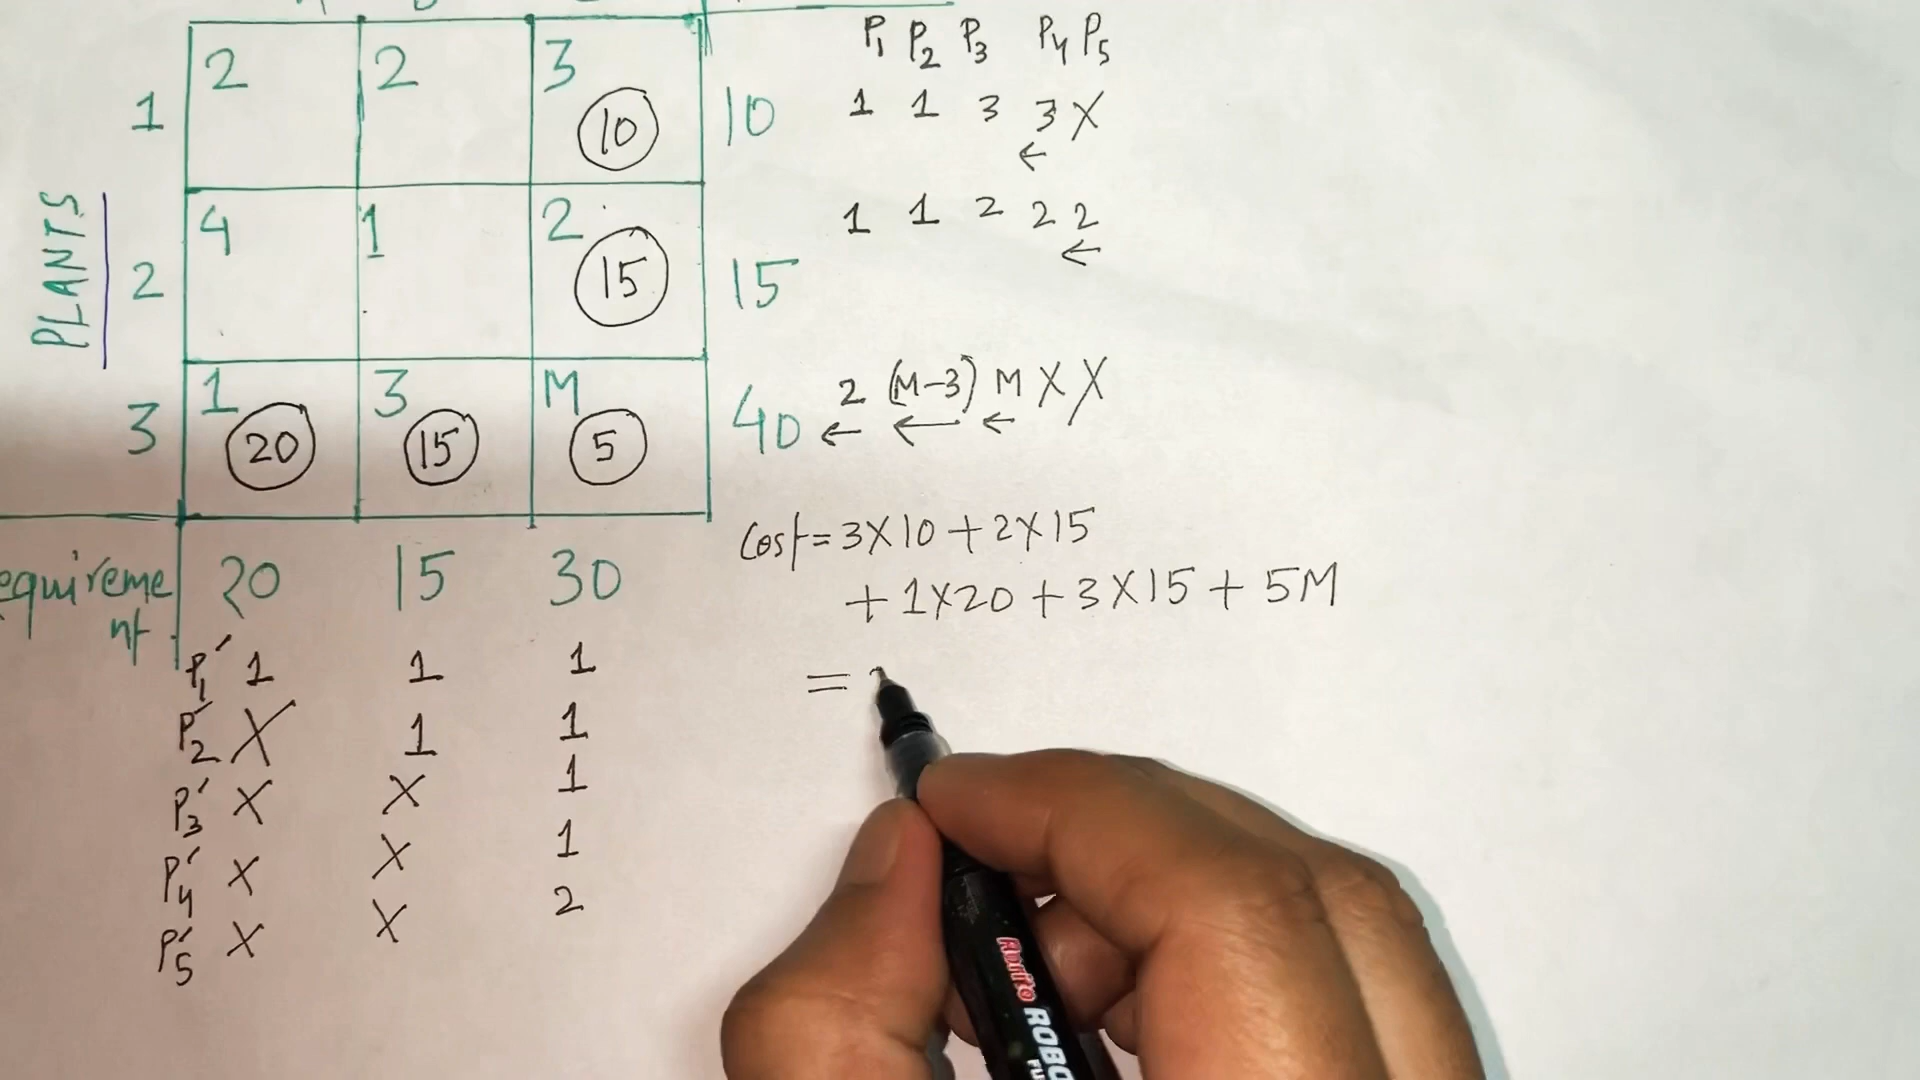 P₁ P₂ P₃ P₄ P₅
2 2 3
1 10 10 1 1 3 3 X
←
PLANTS
4 1 2
2 15 15 1 1 2 2 2
←
1 3 M
3 20 15 5 40 2 (M-3) M X X
← ← ←
Cost = 3X10 + 2X15
+ 1X20 + 3X15 + 5M
equireme 20 15 30
nt
=
P₁′ 1 1 1
P₂′ X 1 1
P₃′ X X 1
P₄′ X X 1
P₅′ X X 2
Rorito ROBO
FU